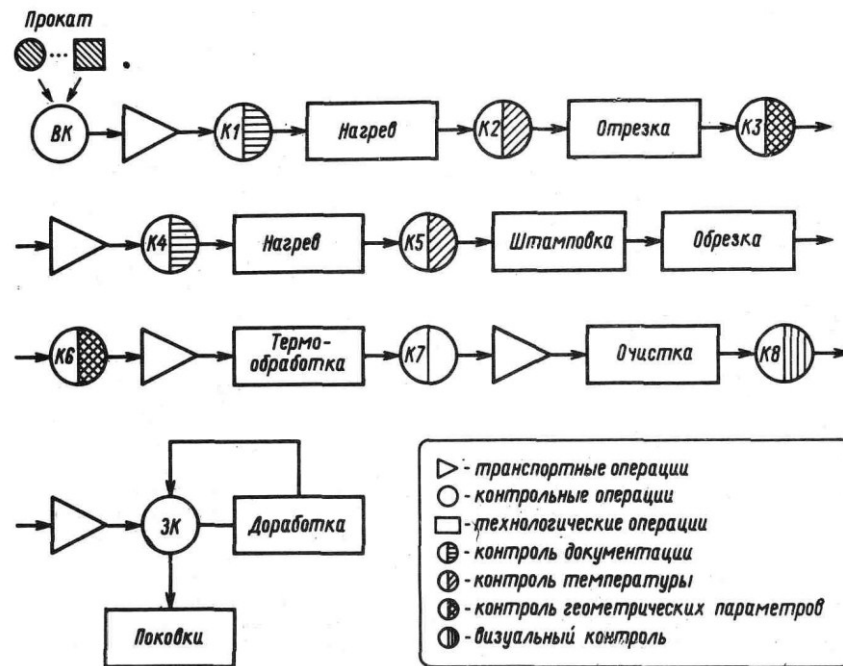 Прокат
ВК
К1
Нагрев
К2
Отрезка
К3
К4
Нагрев
К5
Штамповка
Обрезка
К6
Термо-
обработка
К7
Очистка
К8
ЗК
Доработка
Поковки
- транспортные операции
- контрольные операции
- технологические операции
- контроль документации
- контроль температуры
- контроль геометрических параметров
- визуальный контроль